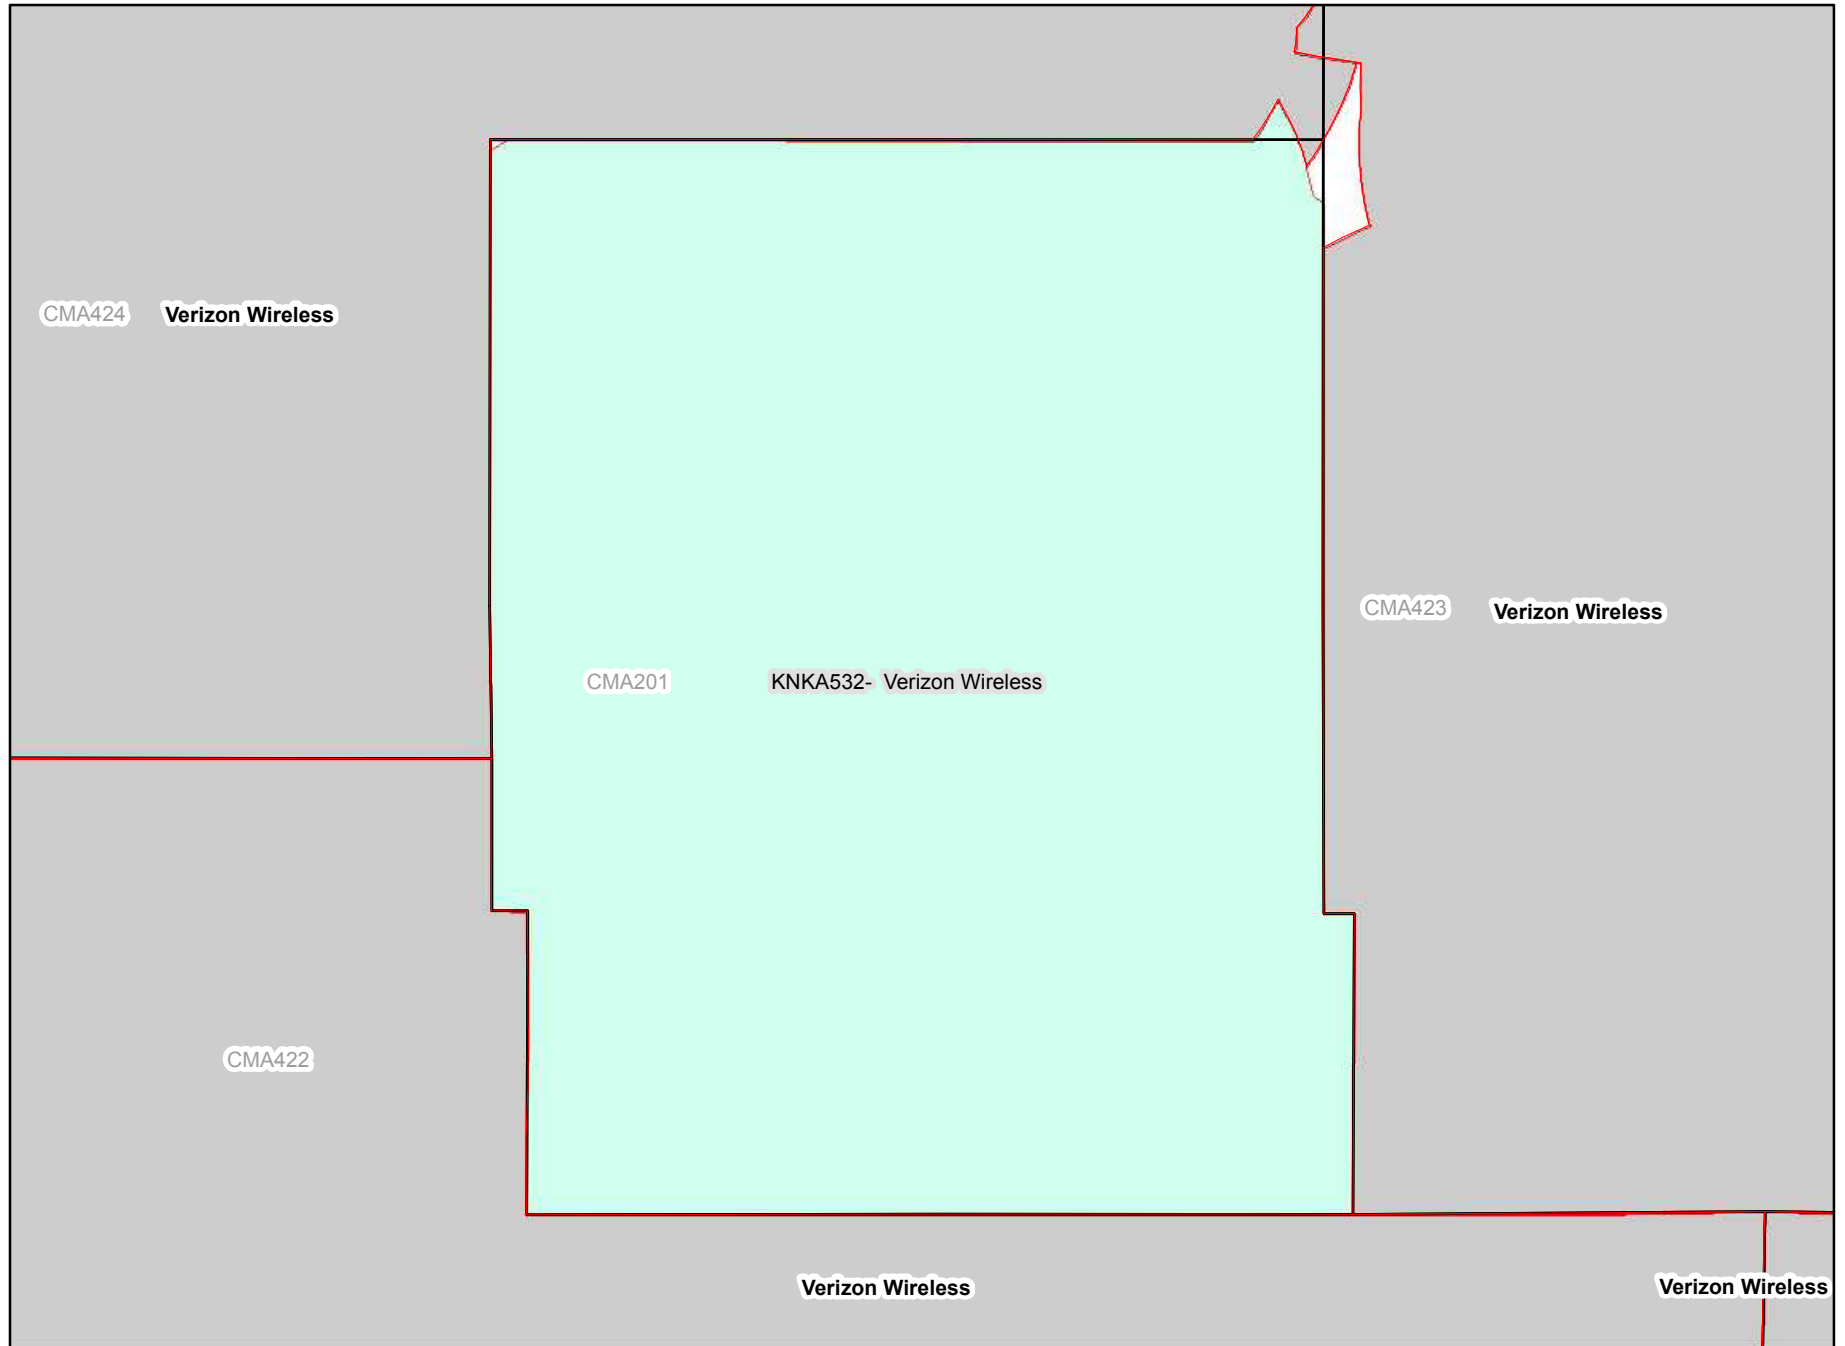 CMA424 Verizon Wireless
CMA423 Verizon Wireless
CMA201 KNKA532- Verizon Wireless
CMA422
Verizon Wireless
Verizon Wireless